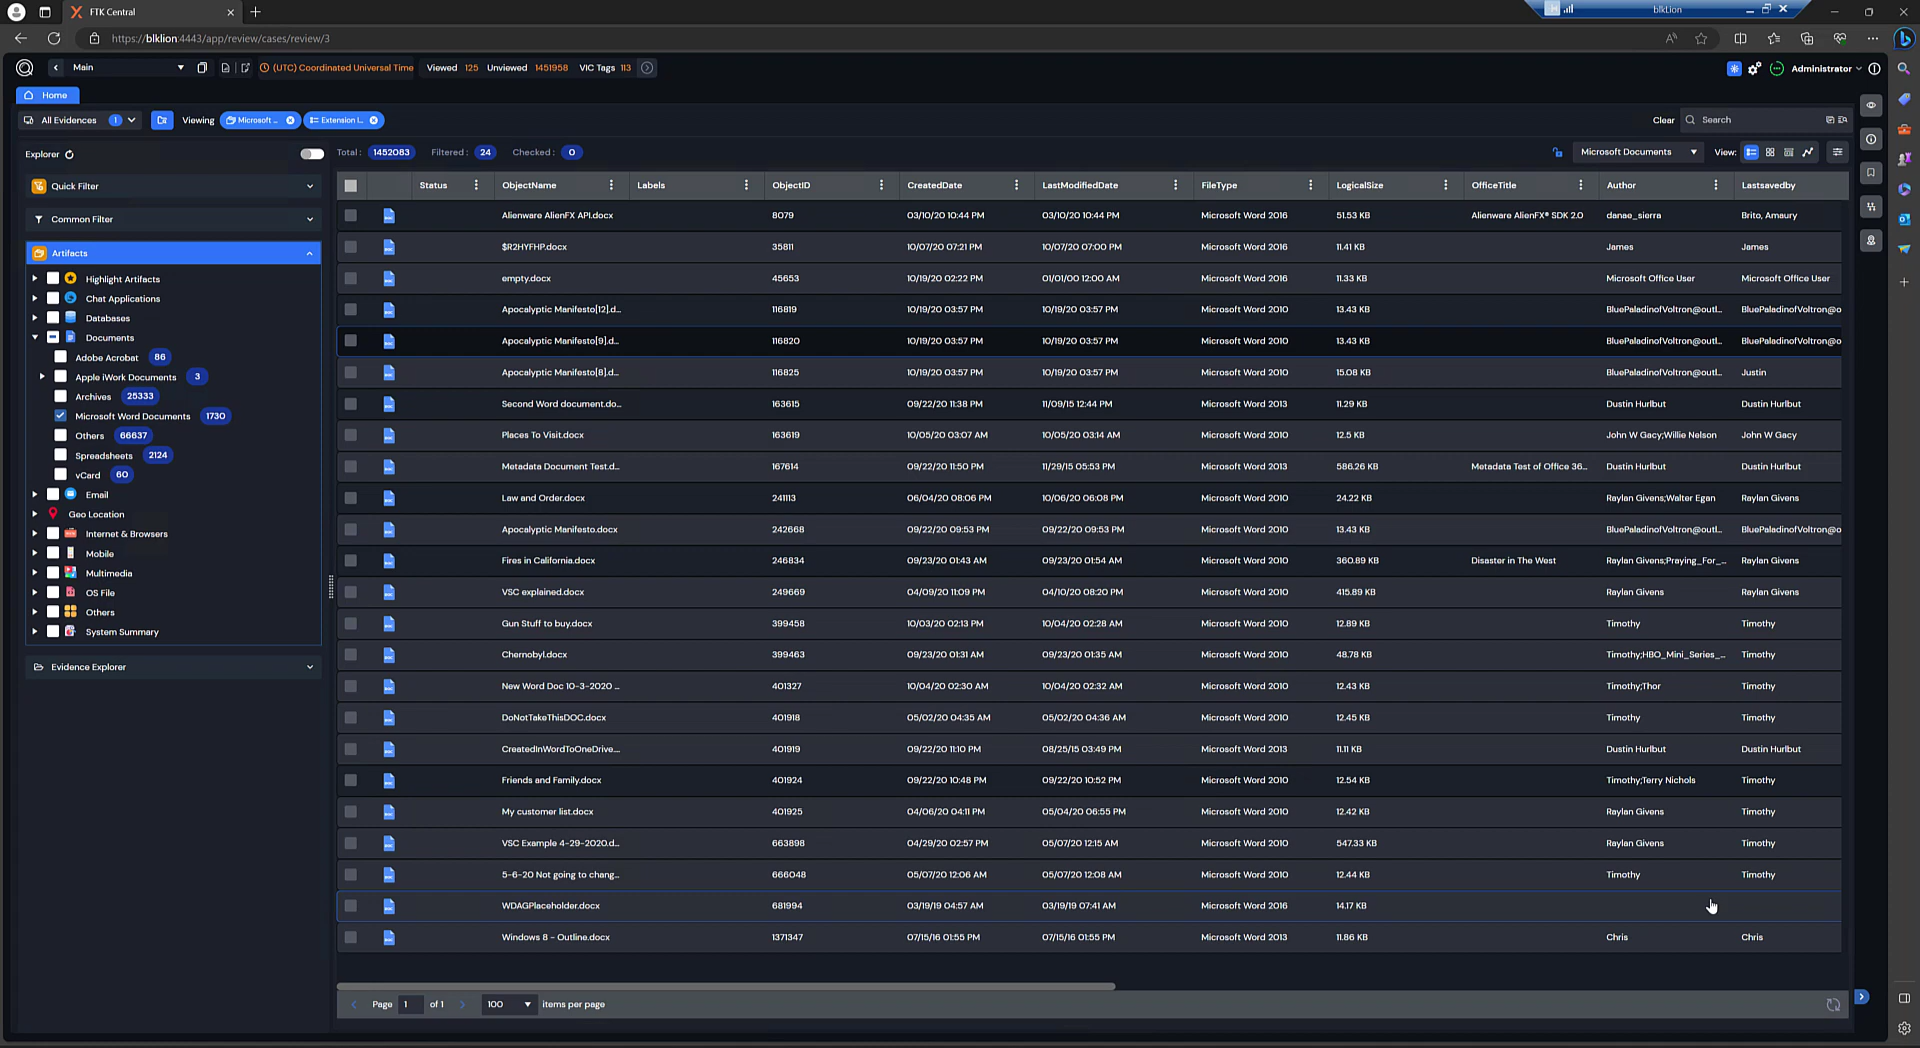 FTK Central
blkLion
https://blklion:4443/app/review/cases/review/3
Main (UTC) Coordinated Universal Time Viewed 125 Unviewed 1451958 VIC Tags 113 Administrator
Home
All Evidences 1 Viewing Microsoft ... Extension I... Clear Search
Explorer Total : 1452083 Filtered : 24 Checked : 0 Microsoft Documents View:
Quick Filter
Common Filter
Artifacts
Highlight Artifacts
Chat Applications
Databases
Documents
Adobe Acrobat 86
Apple iWork Documents 3
Archives 25333
Microsoft Word Documents 1730
Others 66637
Spreadsheets 2124
vCard 60
Email
Geo Location
Internet & Browsers
Mobile
Multimedia
OS File
Others
System Summary
Evidence Explorer
Status ObjectName Labels ObjectID CreatedDate LastModifiedDate FileType LogicalSize OfficeTitle Author Lastsavedby
Alienware AlienFX API.docx 8079 03/10/20 10:44 PM 03/10/20 10:44 PM Microsoft Word 2016 51.53 KB Alienware AlienFX® SDK 2.0 danae_sierra Brito, Amaury
$R2HYFHP.docx 35811 10/07/20 07:21 PM 10/07/20 07:00 PM Microsoft Word 2016 11.41 KB James James
empty.docx 45653 10/19/20 02:22 PM 01/01/00 12:00 AM Microsoft Word 2016 11.33 KB Microsoft Office User Microsoft Office User
Apocalyptic Manifesto[12].d... 116819 10/19/20 03:57 PM 10/19/20 03:57 PM Microsoft Word 2010 13.43 KB BluePaladinofVoltron@outl... BluePaladinofVoltron@o
Apocalyptic Manifesto[9].d... 116820 10/19/20 03:57 PM 10/19/20 03:57 PM Microsoft Word 2010 13.43 KB BluePaladinofVoltron@outl... BluePaladinofVoltron@o
Apocalyptic Manifesto[8].d... 116825 10/19/20 03:57 PM 10/19/20 03:57 PM Microsoft Word 2010 15.08 KB BluePaladinofVoltron@outl... Justin
Second Word document.do... 163615 09/22/20 11:38 PM 11/09/15 12:44 PM Microsoft Word 2013 11.29 KB Dustin Hurlbut Dustin Hurlbut
Places To Visit.docx 163619 10/05/20 03:07 AM 10/05/20 03:14 AM Microsoft Word 2010 12.5 KB John W Gacy;Willie Nelson John W Gacy
Metadata Document Test.d... 167614 09/22/20 11:50 PM 11/29/15 05:53 PM Microsoft Word 2013 586.26 KB Metadata Test of Office 36... Dustin Hurlbut Dustin Hurlbut
Law and Order.docx 241113 06/04/20 08:06 PM 10/06/20 06:08 PM Microsoft Word 2010 24.22 KB Raylan Givens;Walter Egan Raylan Givens
Apocalyptic Manifesto.docx 242668 09/22/20 09:53 PM 09/22/20 09:53 PM Microsoft Word 2010 13.43 KB BluePaladinofVoltron@outl... BluePaladinofVoltron@o
Fires in California.docx 246834 09/23/20 01:43 AM 09/23/20 01:54 AM Microsoft Word 2010 360.89 KB Disaster in The West Raylan Givens;Praying_For_... Raylan Givens
VSC explained.docx 249669 04/09/20 11:09 PM 04/10/20 08:20 PM Microsoft Word 2010 415.89 KB Raylan Givens Raylan Givens
Gun Stuff to buy.docx 399458 10/03/20 02:13 PM 10/04/20 02:28 AM Microsoft Word 2010 12.89 KB Timothy Timothy
Chernobyl.docx 399463 09/23/20 01:31 AM 09/23/20 01:35 AM Microsoft Word 2010 48.78 KB Timothy;HBO_Mini_Series_... Timothy
New Word Doc 10-3-2020 ... 401327 10/04/20 02:30 AM 10/04/20 02:32 AM Microsoft Word 2010 12.43 KB Timothy;Thor Timothy
DoNotTakeThisDOC.docx 401918 05/02/20 04:35 AM 05/02/20 04:36 AM Microsoft Word 2010 12.45 KB Timothy Timothy
CreatedInWordToOneDrive.... 401919 09/22/20 11:10 PM 08/25/15 03:49 PM Microsoft Word 2013 11.11 KB Dustin Hurlbut Dustin Hurlbut
Friends and Family.docx 401924 09/22/20 10:48 PM 09/22/20 10:52 PM Microsoft Word 2010 12.54 KB Timothy;Terry Nichols Timothy
My customer list.docx 401925 04/06/20 04:11 PM 05/04/20 06:55 PM Microsoft Word 2010 12.42 KB Raylan Givens Timothy
VSC Example 4-29-2020.d... 663898 04/29/20 02:57 PM 05/07/20 12:15 AM Microsoft Word 2010 547.33 KB Raylan Givens Timothy
5-6-20 Not going to chang... 666048 05/07/20 12:06 AM 05/07/20 12:08 AM Microsoft Word 2010 12.44 KB Timothy Timothy
WDAGPlaceholder.docx 681994 03/19/19 04:57 AM 03/19/19 07:41 AM Microsoft Word 2016 14.17 KB
Windows 8 - Outline.docx 1371347 07/15/16 01:55 PM 07/15/16 01:55 PM Microsoft Word 2013 11.86 KB Chris Chris
Page 1 of 1 100 items per page